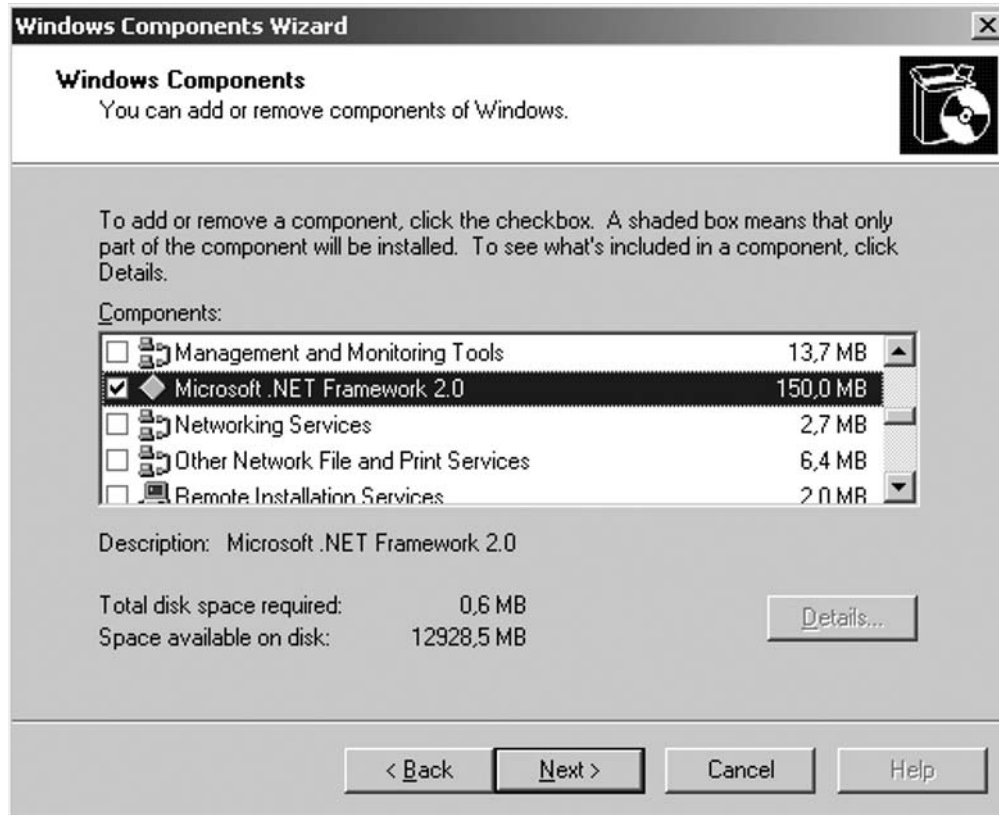 Windows Components Wizard
Windows Components
You can add or remove components of Windows.
To add or remove a component, click the checkbox. A shaded box means that only
part of the component will be installed. To see what's included in a component, click
Details.
Components:
Management and Monitoring Tools 13,7 MB
Microsoft .NET Framework 2.0 150,0 MB
Networking Services 2,7 MB
Other Network File and Print Services 6,4 MB
Remote Installation Services 2,0 MB
Description: Microsoft .NET Framework 2.0
Total disk space required: 0,6 MB
Space available on disk: 12928,5 MB
Details...
< Back Next > Cancel Help